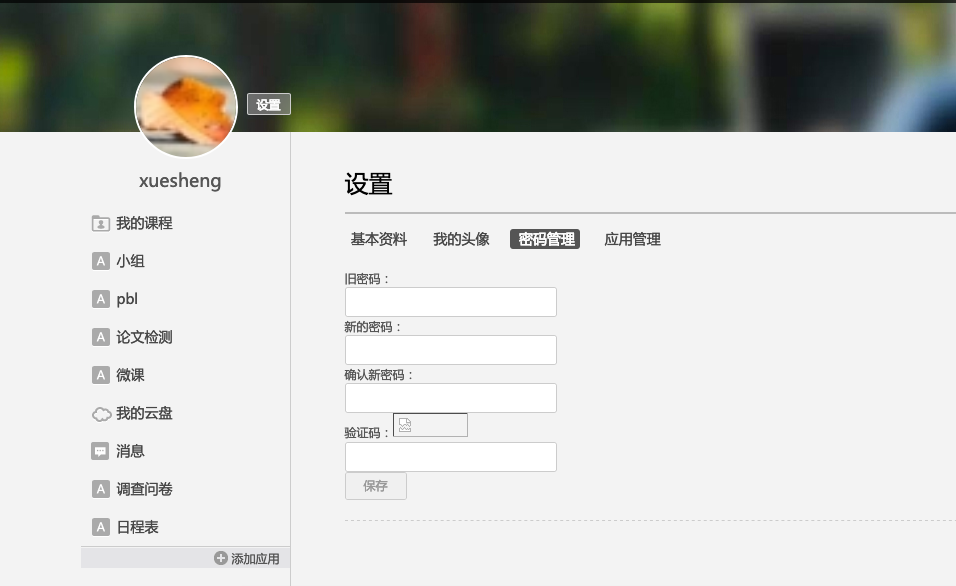 设置
xuesheng
我的课程
A 小组
A pbl
A 论文检测
A 微课
我的云盘
消息
A 调查问卷
A 日程表
添加应用
设置
基本资料 我的头像 密码管理 应用管理
旧密码：
新的密码：
确认新密码：
验证码：
保存